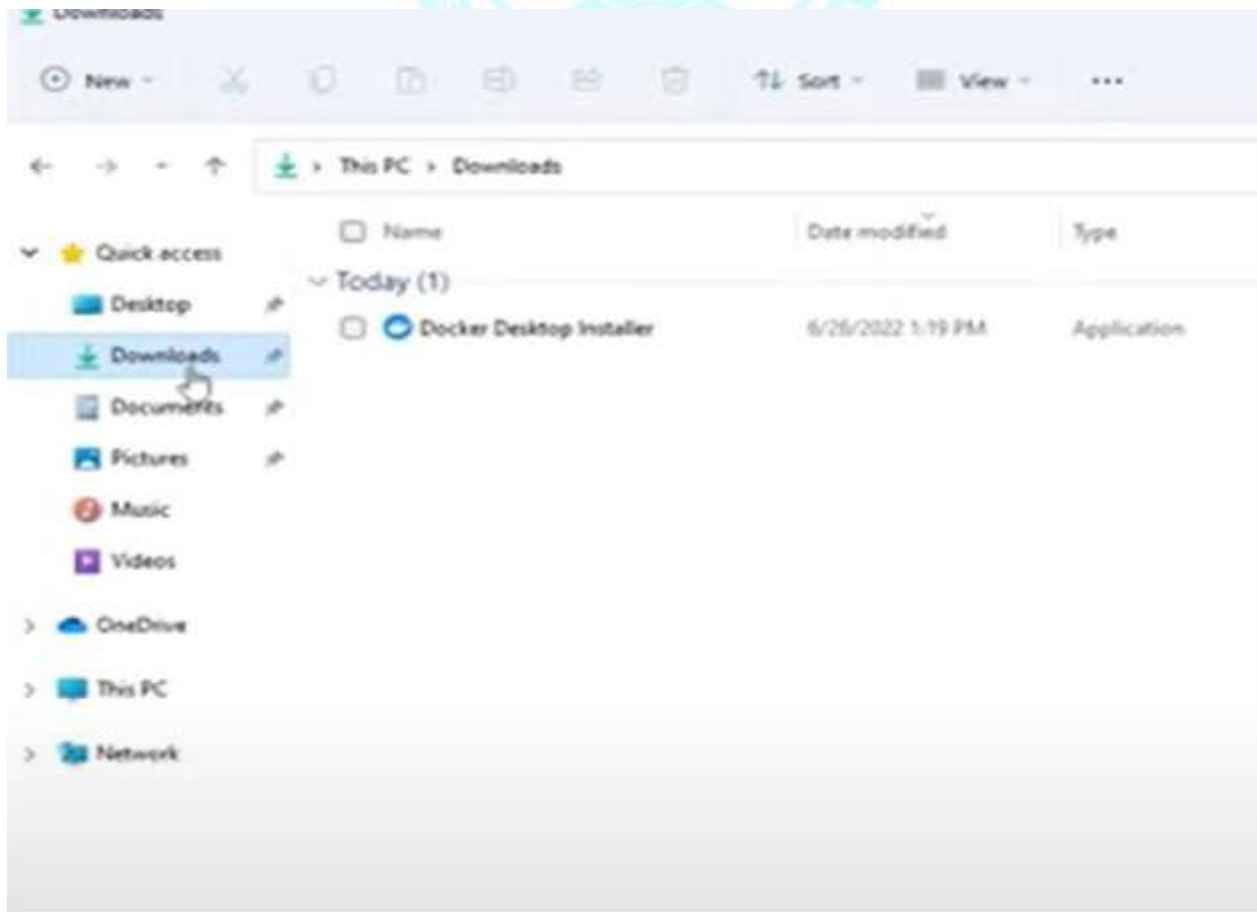 Downloads
New
Sort
View
This PC > Downloads
Name Date modified Type
Quick access
Today (1)
Desktop
Docker Desktop Installer 6/26/2022 1:19 PM Application
Downloads
Documents
Pictures
Music
Videos
OneDrive
This PC
Network